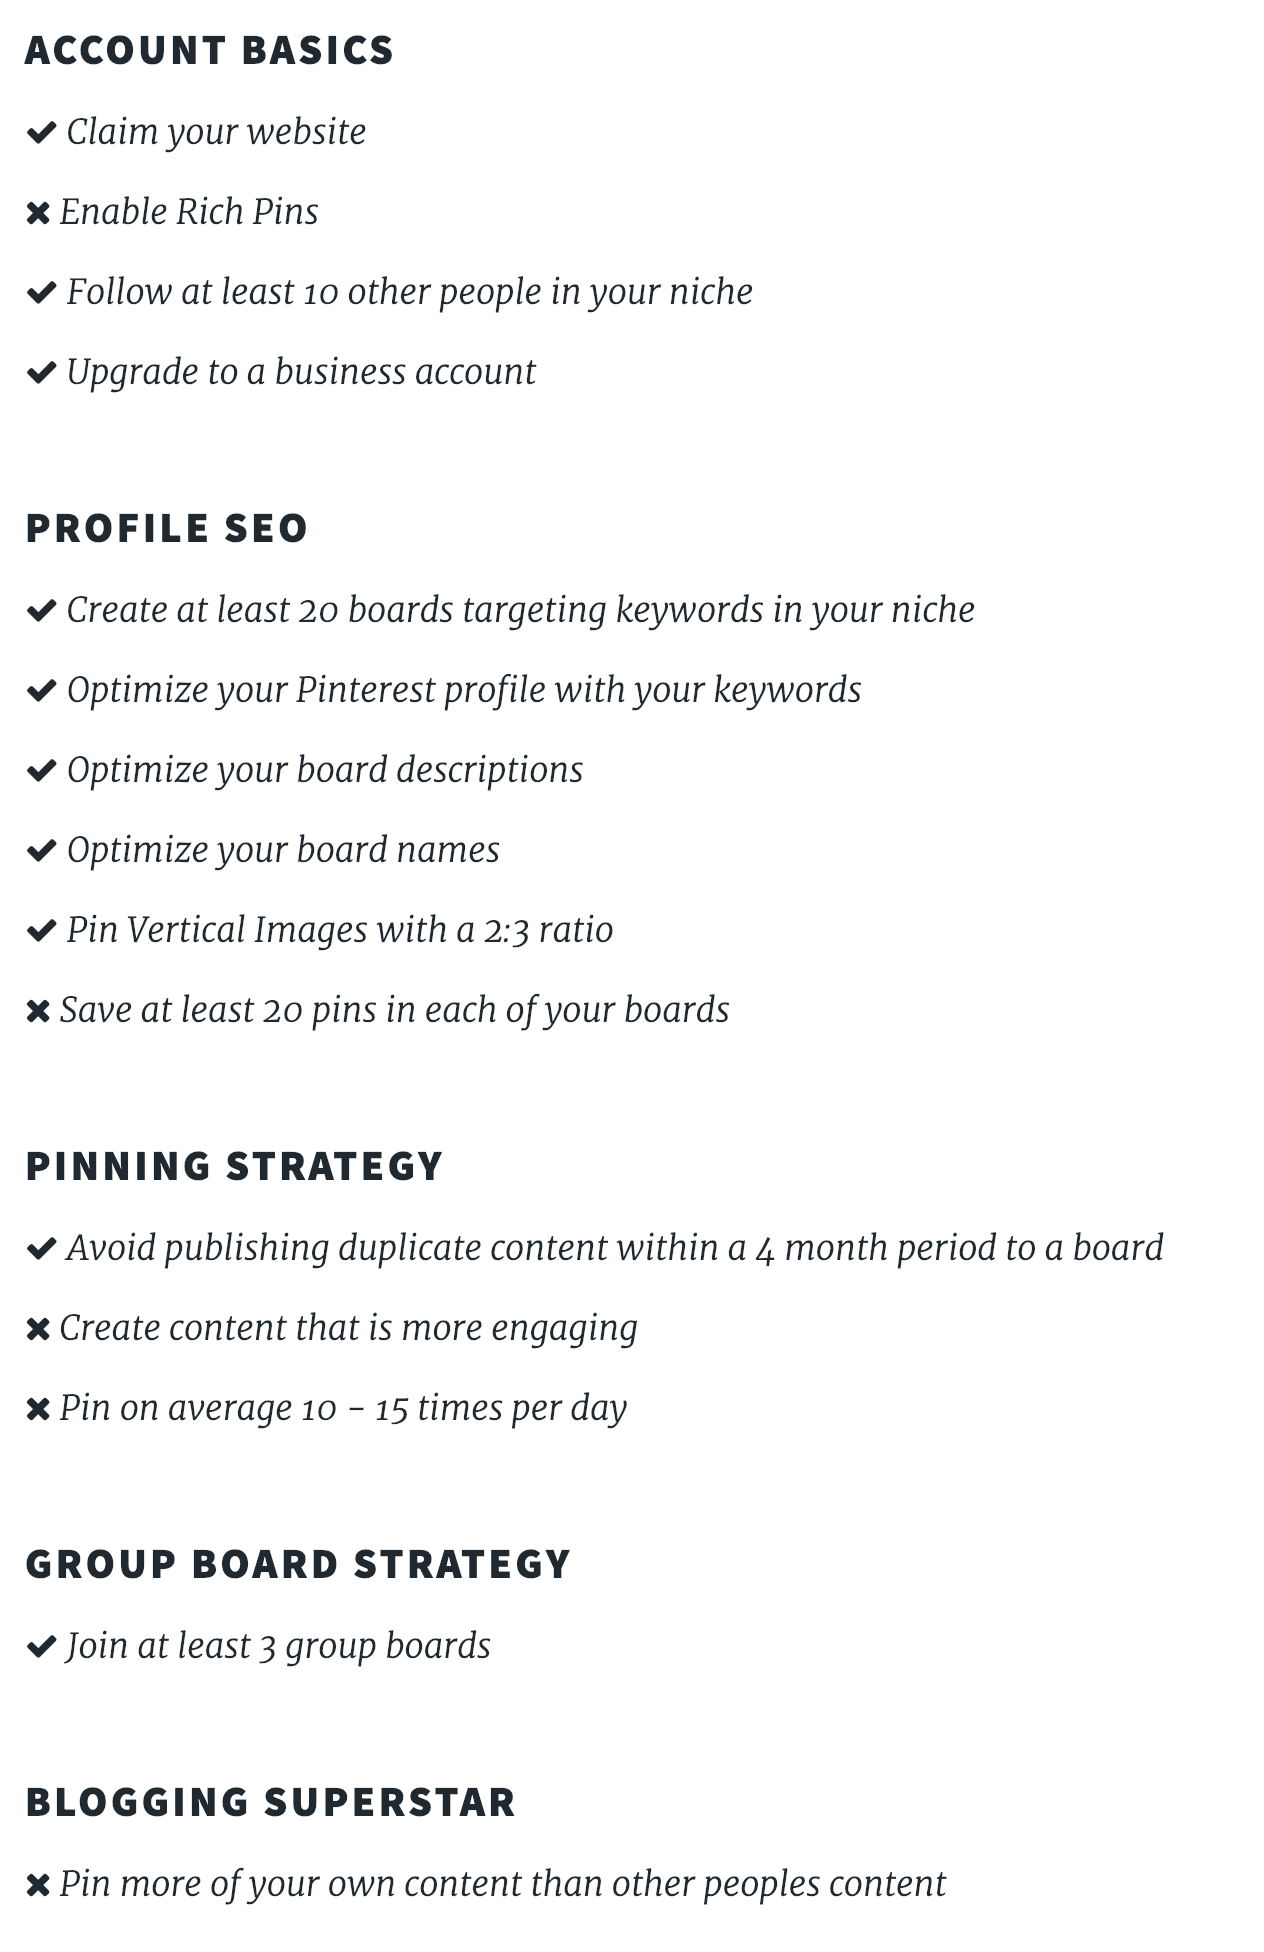 ACCOUNT BASICS
✔ Claim your website
✖ Enable Rich Pins
✔ Follow at least 10 other people in your niche
✔ Upgrade to a business account
PROFILE SEO
✔ Create at least 20 boards targeting keywords in your niche
✔ Optimize your Pinterest profile with your keywords
✔ Optimize your board descriptions
✔ Optimize your board names
✔ Pin Vertical Images with a 2:3 ratio
✖ Save at least 20 pins in each of your boards
PINNING STRATEGY
✔ Avoid publishing duplicate content within a 4 month period to a board
✖ Create content that is more engaging
✖ Pin on average 10 - 15 times per day
GROUP BOARD STRATEGY
✔ Join at least 3 group boards
BLOGGING SUPERSTAR
✖ Pin more of your own content than other peoples content